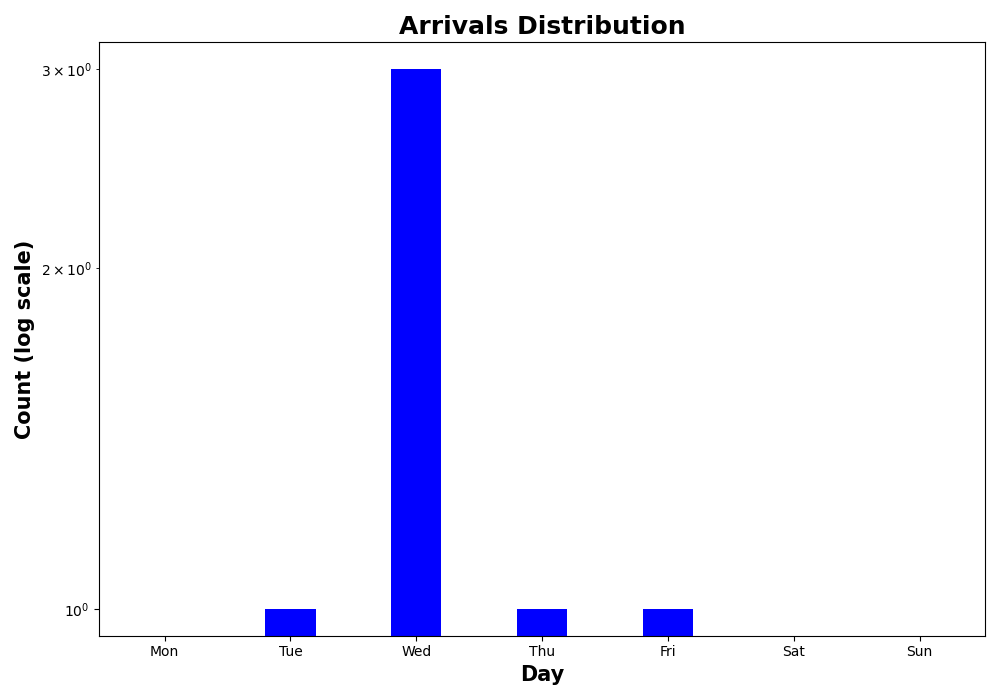 Arrivals Distribution
3 × 10⁰
2 × 10⁰
10⁰
Count (log scale)
Mon Tue Wed Thu Fri Sat Sun
Day